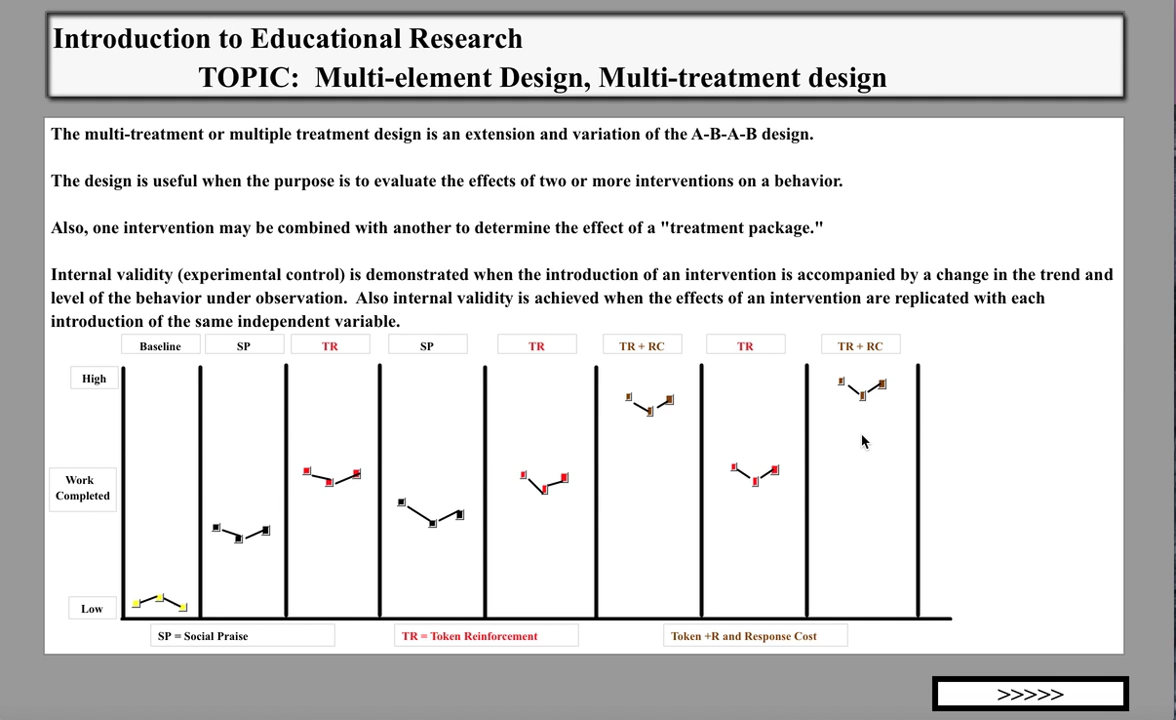 Introduction to Educational Research
TOPIC: Multi-element Design, Multi-treatment design
The multi-treatment or multiple treatment design is an extension and variation of the A-B-A-B design.
The design is useful when the purpose is to evaluate the effects of two or more interventions on a behavior.
Also, one intervention may be combined with another to determine the effect of a "treatment package."
Internal validity (experimental control) is demonstrated when the introduction of an intervention is accompanied by a change in the trend and
level of the behavior under observation. Also internal validity is achieved when the effects of an intervention are replicated with each
introduction of the same independent variable.
Baseline SP TR SP TR TR + RC TR TR + RC
High
Work
Completed
Low
SP = Social Praise TR = Token Reinforcement Token +R and Response Cost
>>>>>